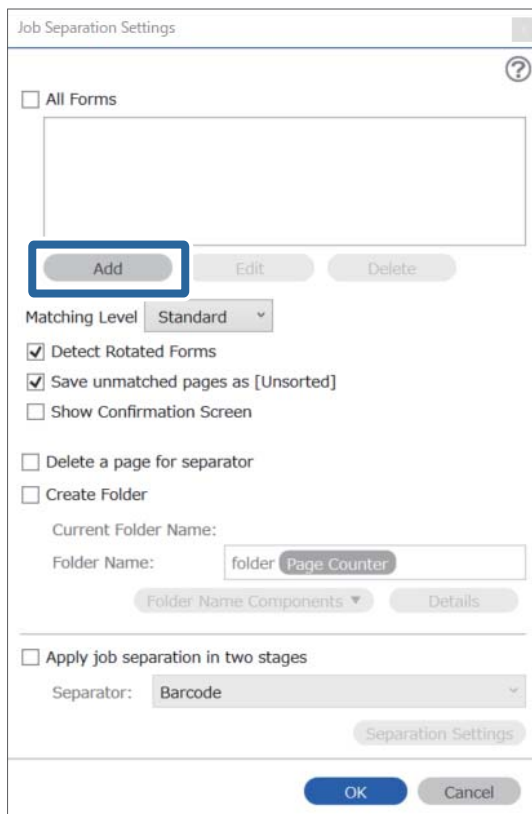 Job Separation Settings
x
?
All Forms
Add Edit Delete
Matching Level Standard
Detect Rotated Forms
Save unmatched pages as [Unsorted]
Show Confirmation Screen
Delete a page for separator
Create Folder
Current Folder Name:
Folder Name: folder Page Counter
Folder Name Components ▼ Details
Apply job separation in two stages
Separator: Barcode
Separation Settings
OK Cancel